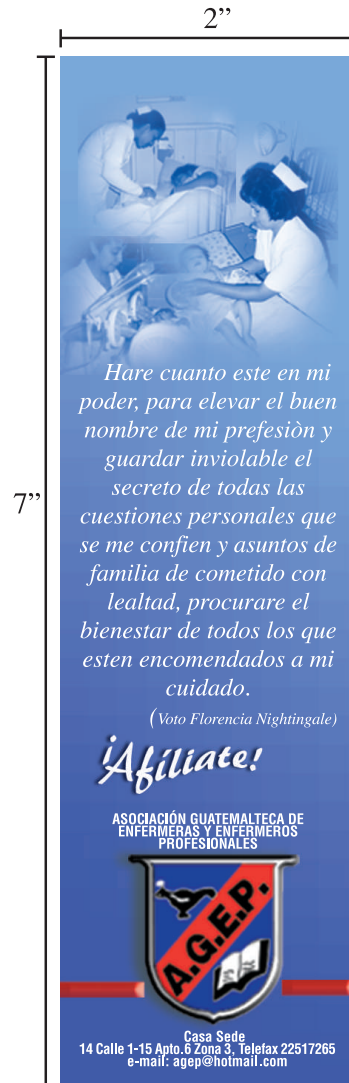 2”
7”
Hare cuanto este en mi
poder, para elevar el buen
nombre de mi prefesiòn y
guardar inviolable el
secreto de todas las
cuestiones personales que
se me confien y asuntos de
familia de cometido con
lealtad, procurare el
bienestar de todos los que
esten encomendados a mi
cuidado.
(Voto Florencia Nightingale)
¡Afíliate!
ASOCIACIÓN GUATEMALTECA DE
ENFERMERAS Y ENFERMEROS
PROFESIONALES
A.G.E.P.
Casa Sede
14 Calle 1-15 Apto.6 Zona 3, Telefax 22517265
e-mail: agep@hotmail.com